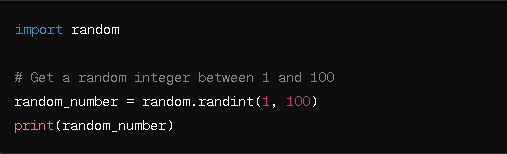 import random
# Get a random integer between 1 and 100
random_number = random.randint(1, 100)
print(random_number)